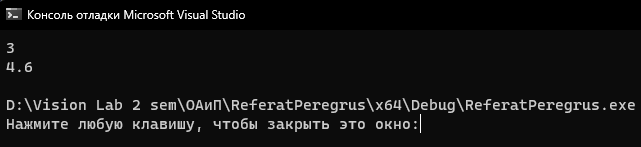 Консоль отладки Microsoft Visual Studio
3
4.6
D:\Vision Lab 2 sem\ОАиП\ReferatPeregrus\x64\Debug\ReferatPeregrus.exe
Нажмите любую клавишу, чтобы закрыть это окно: